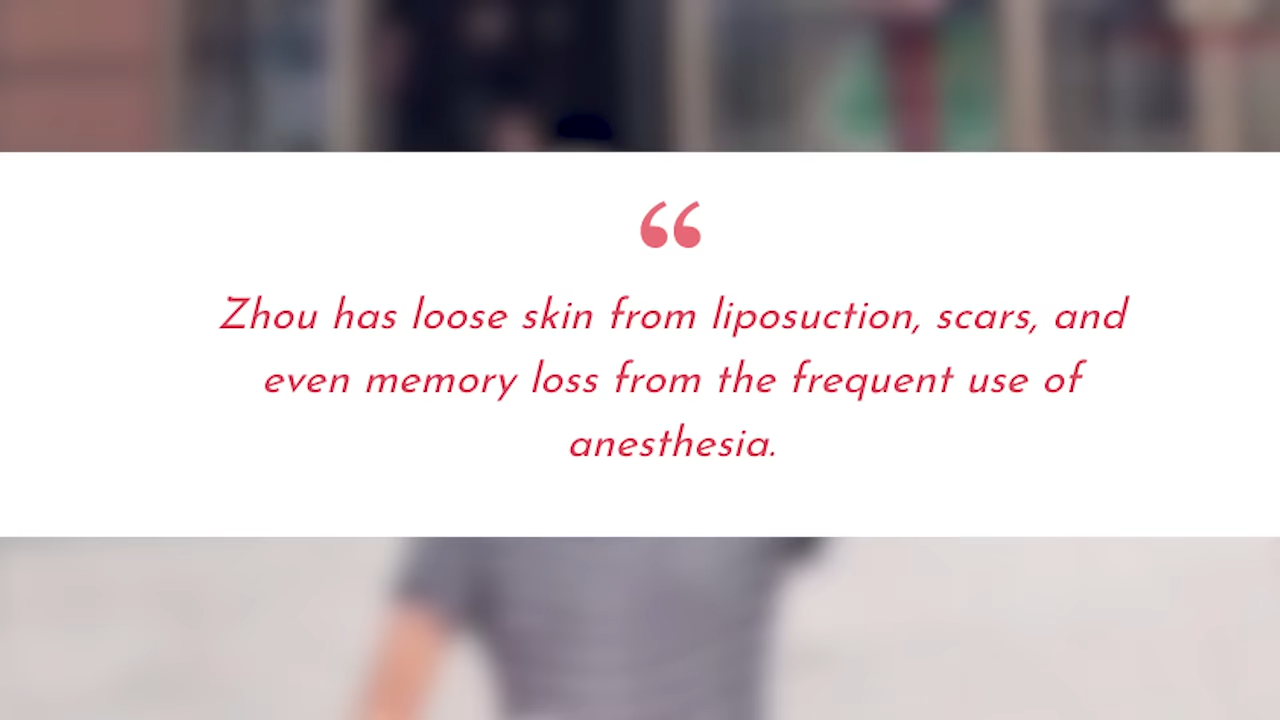 “
Zhou has loose skin from liposuction, scars, and
even memory loss from the frequent use of
anesthesia.